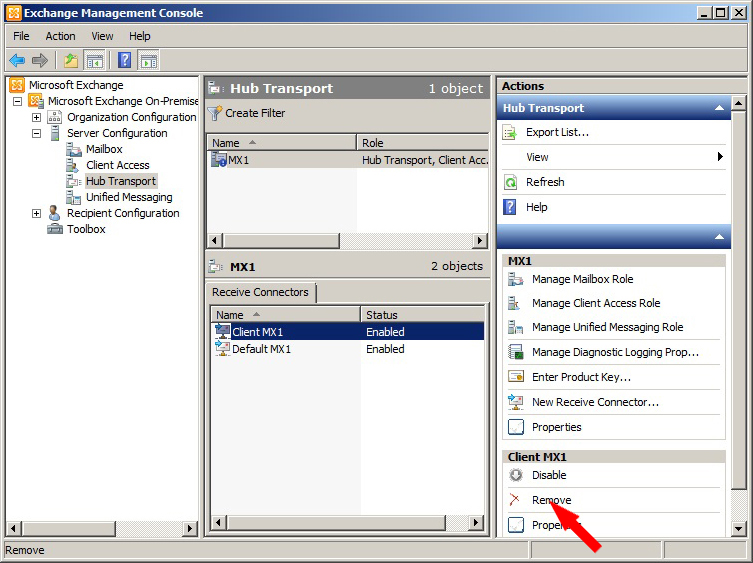 Exchange Management Console
File Action View Help
Microsoft Exchange
Microsoft Exchange On-Premise
Organization Configuration
Server Configuration
Mailbox
Client Access
Hub Transport
Unified Messaging
Recipient Configuration
Toolbox
Hub Transport 1 object
Create Filter
Name Role
MX1 Hub Transport, Client Acc.
MX1 2 objects
Receive Connectors
Name Status
Client MX1 Enabled
Default MX1 Enabled
Actions
Hub Transport
Export List...
View
Refresh
Help
MX1
Manage Mailbox Role
Manage Client Access Role
Manage Unified Messaging Role
Manage Diagnostic Logging Prop...
Enter Product Key...
New Receive Connector...
Properties
Client MX1
Disable
Remove
Remove